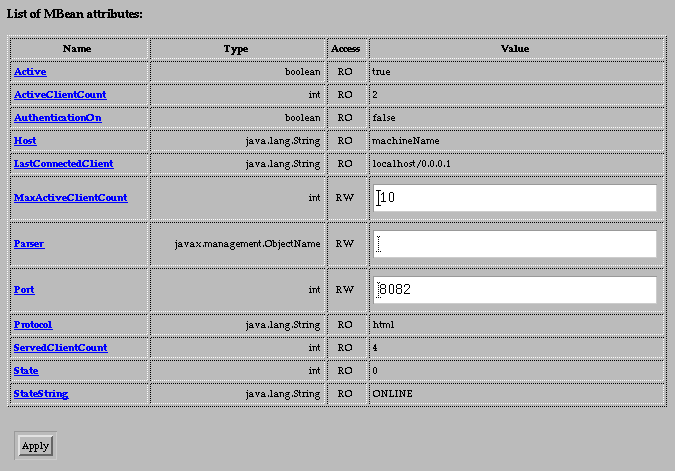 List of MBean attributes:
Name Type Access Value
Active boolean RO true
ActiveClientCount int RO 2
AuthenticationOn boolean RO false
Host java.lang.String RO machineName
LastConnectedClient java.lang.String RO localhost/0.0.0.1
MaxActiveClientCount int RW 10
Parser javax.management.ObjectName RW
Port int RW 8082
Protocol java.lang.String RO html
ServedClientCount int RO 4
State int RO 0
StateString java.lang.String RO ONLINE
Apply